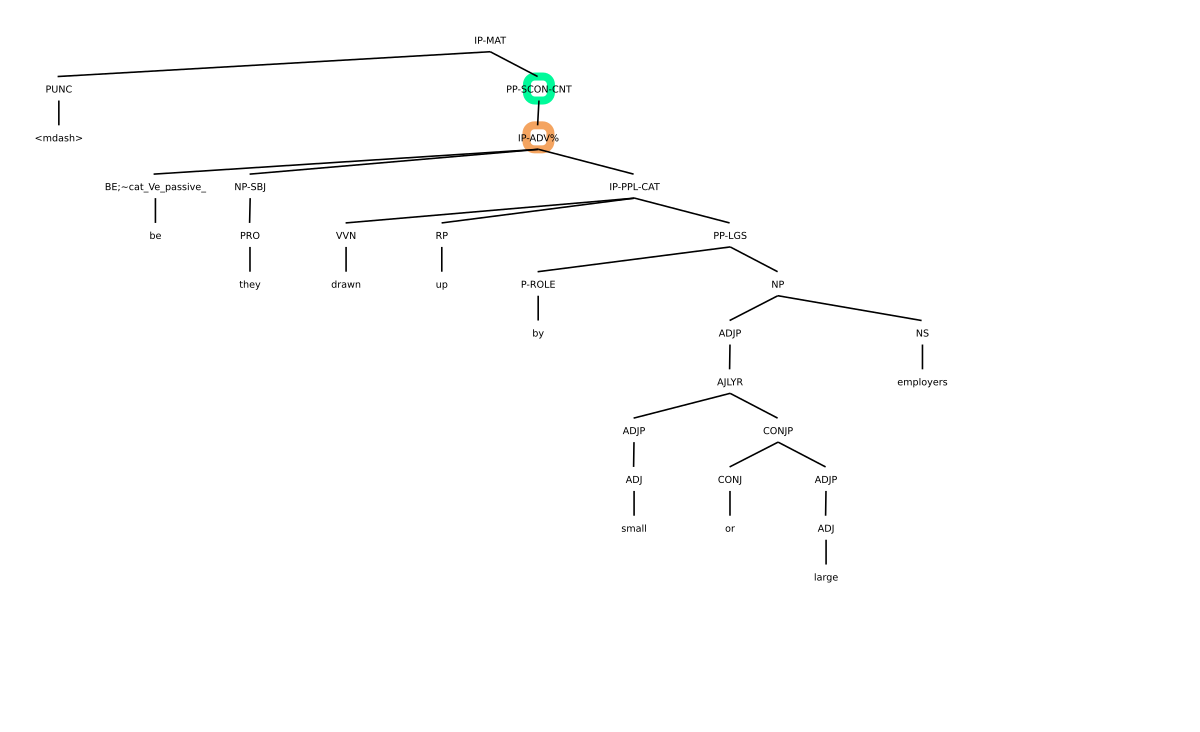 IP-MAT
PUNC PP-SCON-CNT
<mdash> IP-ADV%
BE;~cat_Ve_passive_ NP-SBJ IP-PPL-CAT
be PRO VVN RP PP-LGS
they drawn up P-ROLE NP
by ADJP NS
AJLYR employers
ADJP CONJP
ADJ CONJ ADJP
small or ADJ
large